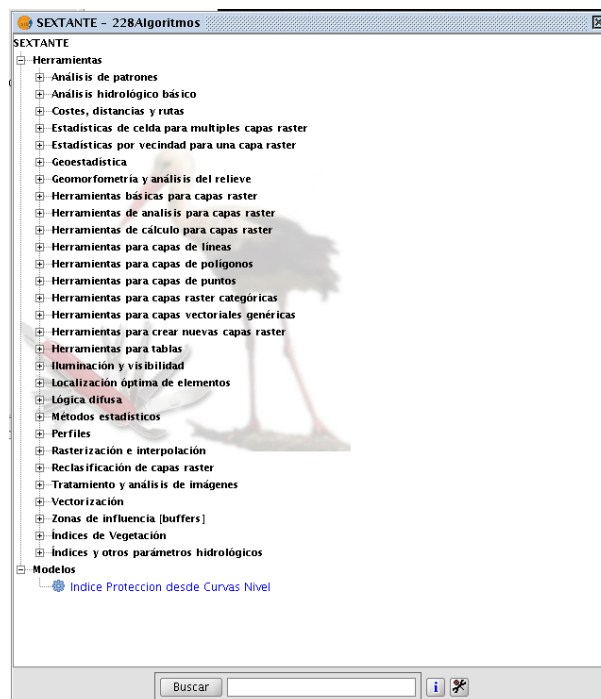 SEXTANTE - 228Algoritmos
SEXTANTE
Herramientas
Análisis de patrones
Análisis hidrológico básico
Costes, distancias y rutas
Estadísticas de celda para multiples capas raster
Estadísticas por vecindad para una capa raster
Geoestadística
Geomorfometría y análisis del relieve
Herramientas básicas para capas raster
Herramientas de analisis para capas raster
Herramientas de cálculo para capas raster
Herramientas para capas de líneas
Herramientas para capas de polígonos
Herramientas para capas de puntos
Herramientas para capas raster categóricas
Herramientas para capas vectoriales genéricas
Herramientas para crear nuevas capas raster
Herramientas para tablas
Iluminación y visibilidad
Localización óptima de elementos
Lógica difusa
Métodos estadísticos
Perfiles
Rasterización e interpolación
Reclasificación de capas raster
Tratamiento y análisis de imágenes
Vectorización
Zonas de influencia [buffers]
Índices de Vegetación
Índices y otros parámetros hidrológicos
Modelos
Indice Proteccion desde Curvas Nivel
Buscar